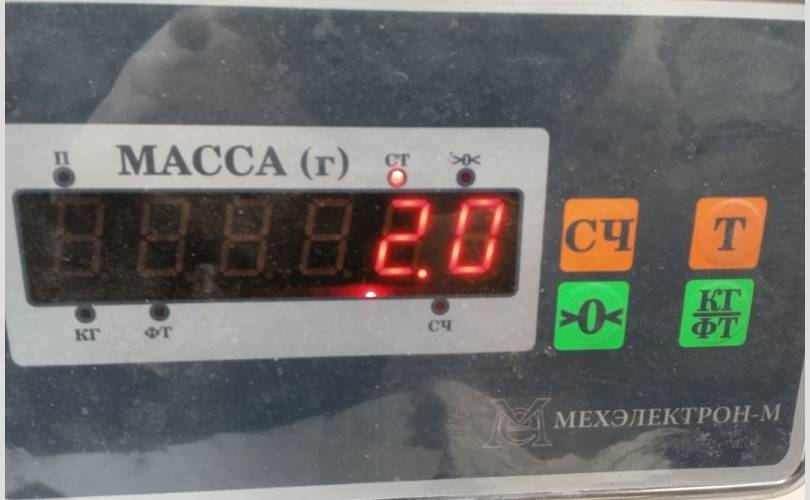 П МАССА (г) СТ >0<
2.0
КГ ФТ СЧ
СЧ Т
>0< КГ/ФТ
МЕХЭЛЕКТРОН-М